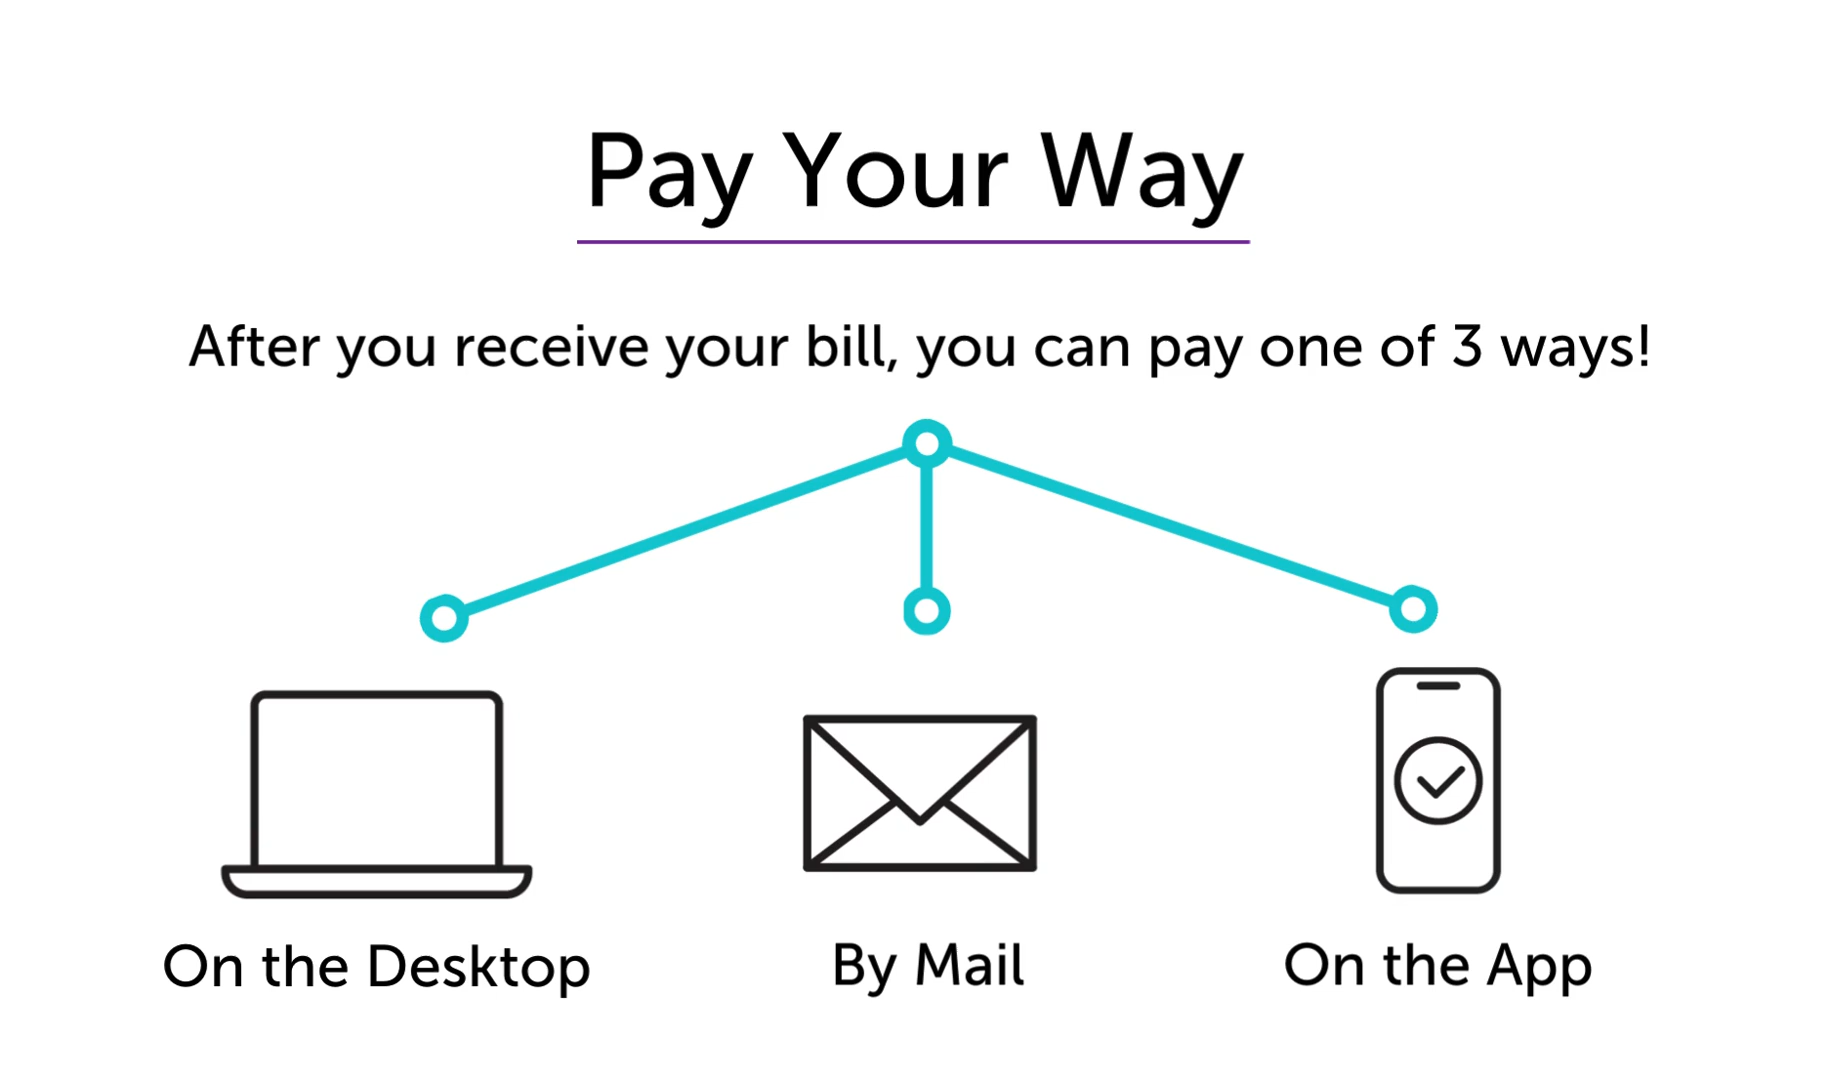 Pay Your Way
After you receive your bill, you can pay one of 3 ways!
On the Desktop
By Mail
On the App